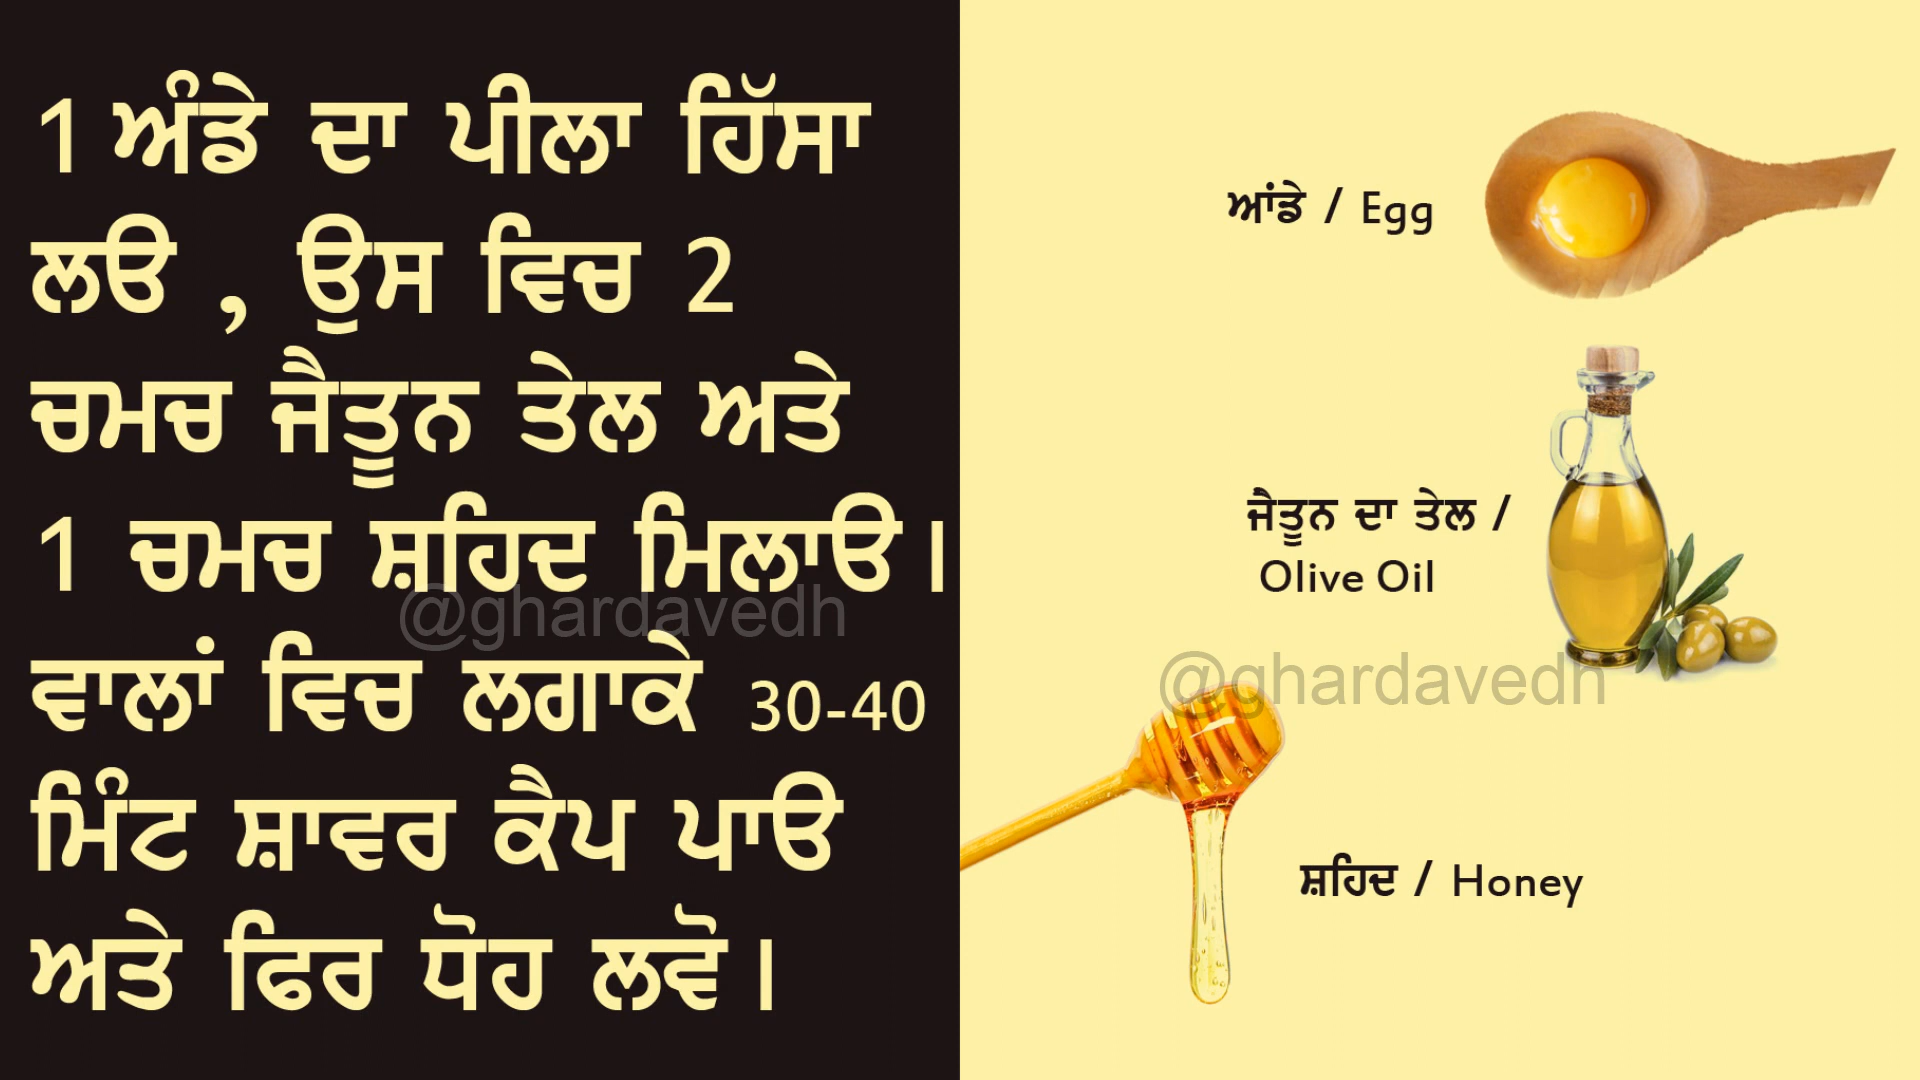 1 ਅੰਡੇ ਦਾ ਪੀਲਾ ਹਿੱਸਾ
ਲਓ , ਉਸ ਵਿਚ 2
ਚਮਚ ਜੈਤੂਨ ਤੇਲ ਅਤੇ
1 ਚਮਚ ਸ਼ਹਿਦ ਮਿਲਾਓ।
ਵਾਲਾਂ ਵਿਚ ਲਗਾਕੇ 30-40
ਮਿੰਟ ਸ਼ਾਵਰ ਕੈਪ ਪਾਓ
ਅਤੇ ਫਿਰ ਧੋਹ ਲਵੋ।
@ghardavedh
ਆਂਡੇ / Egg
ਜੈਤੂਨ ਦਾ ਤੇਲ /
Olive Oil
@ghardavedh
ਸ਼ਹਿਦ / Honey